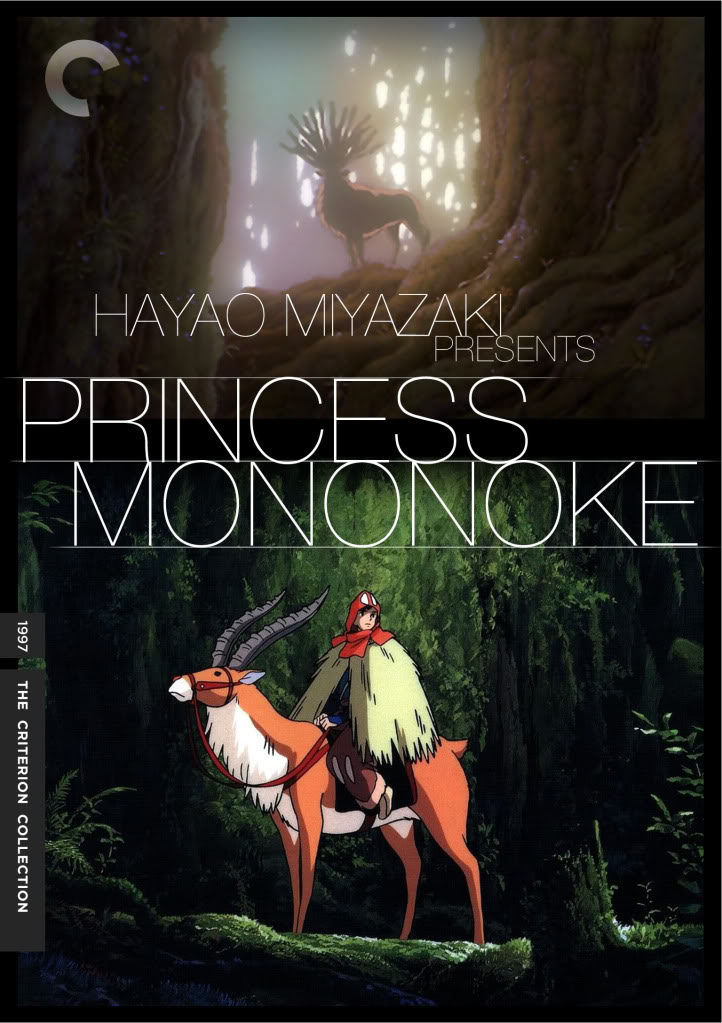 HAYAO MIYAZAKI
PRESENTS
PRINCESS
MONONOKE
1997
THE CRITERION COLLECTION